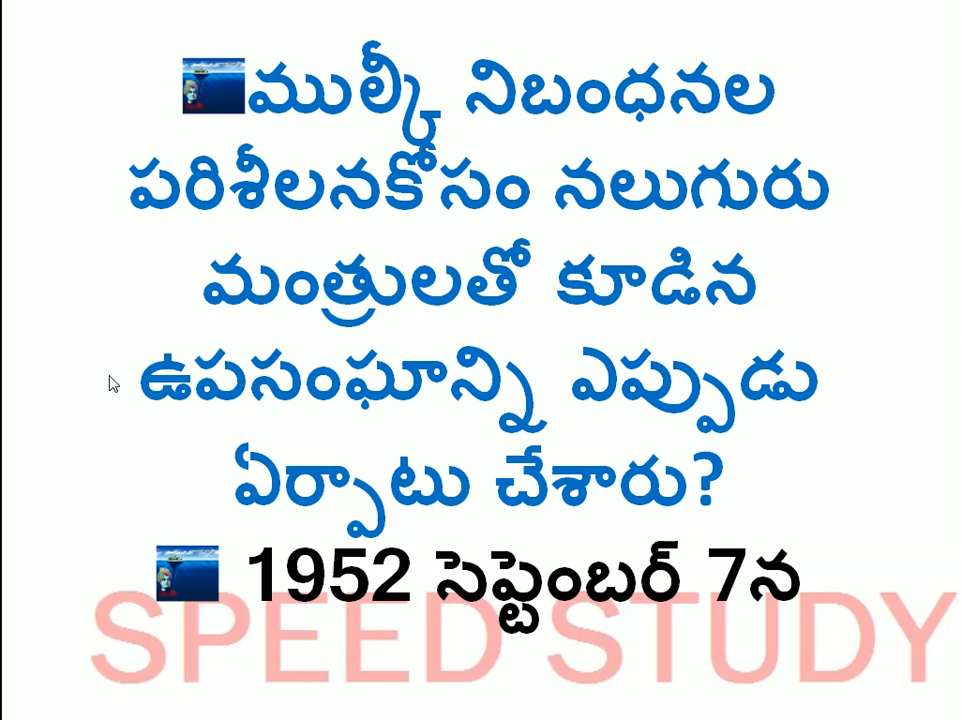 ముల్కీ నిబంధనల
పరిశీలనకోసం నలుగురు
మంత్రులతో కూడిన
ఉపసంఘాన్ని ఎప్పుడు
ఏర్పాటు చేశారు?
1952 సెప్టెంబర్ 7న
SPEED STUDY